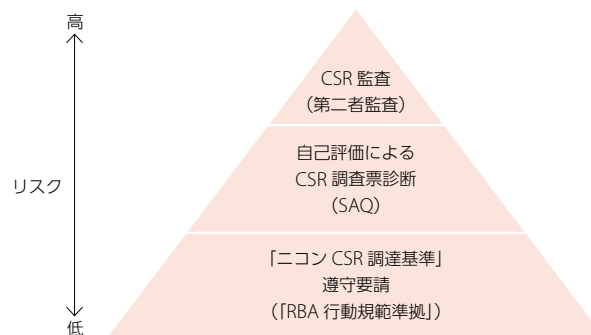 高
リスク
低
CSR 監査
（第二者監査）
自己評価による
CSR 調査票診断
（SAQ）
「ニコン CSR 調達基準」
遵守要請
（「RBA 行動規範準拠」）